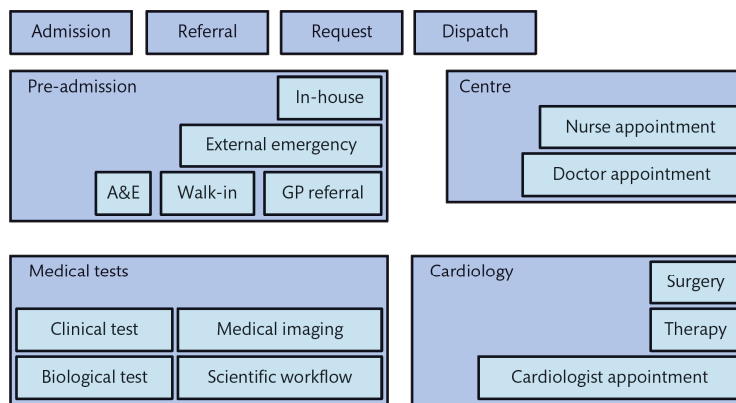 Admission
Referral
Request
Dispatch
Pre-admission
In-house
External emergency
A&E
Walk-in
GP referral
Centre
Nurse appointment
Doctor appointment
Medical tests
Clinical test
Medical imaging
Biological test
Scientific workflow
Cardiology
Surgery
Therapy
Cardiologist appointment